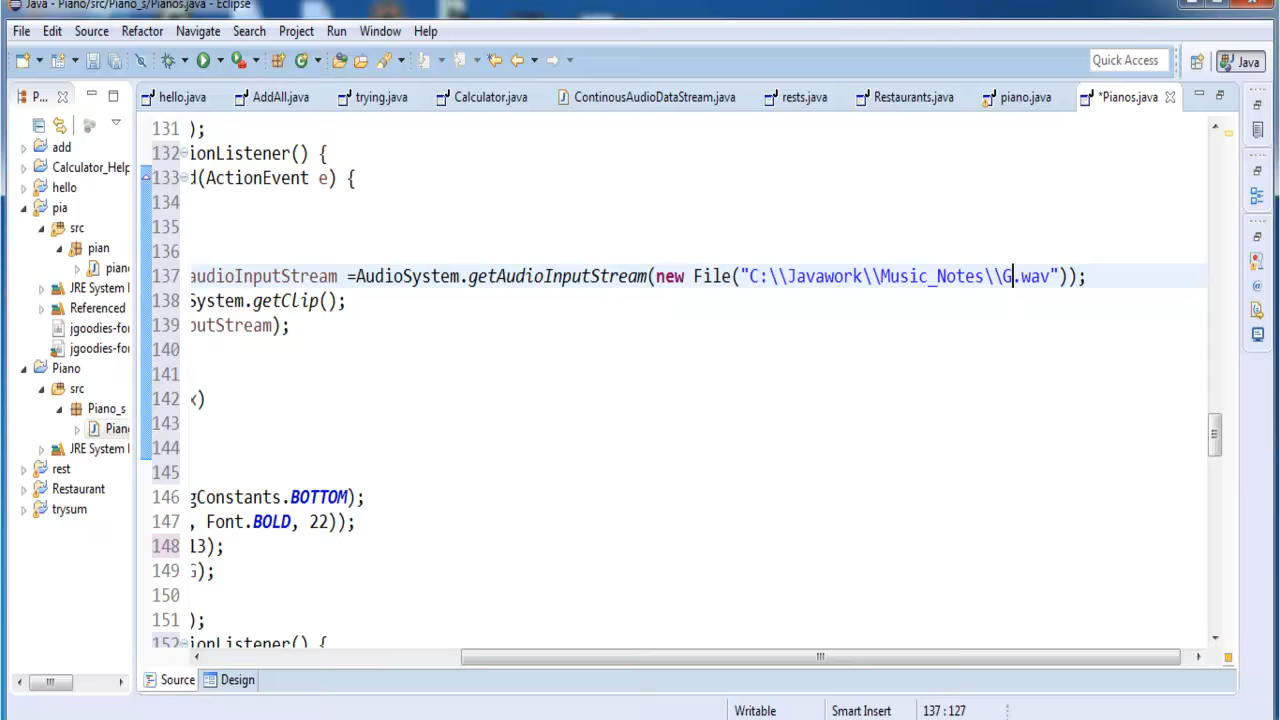 Java - Piano/src/Piano_s/Pianos.java - Eclipse
File Edit Source Refactor Navigate Search Project Run Window Help
Quick Access
Java
P...
hello.java
AddAll.java
trying.java
Calculator.java
ContinousAudioDataStream.java
rests.java
Restaurants.java
piano.java
*Pianos.java
add
Calculator_Help
hello
pia
src
pian
piano
JRE System I
Referenced
jgoodies-for
jgoodies-for
Piano
src
Piano_s
Piano
JRE System I
rest
Restaurant
trysum
131 );
132 ionListener() {
133 d(ActionEvent e) {
134
135
136
137 audioInputStream =AudioSystem.getAudioInputStream(new File("C:\\Javawork\\Music_Notes\\G.wav"));
138 System.getClip();
139 putStream);
140
141
142 x)
143
144
145
146 gConstants.BOTTOM);
147 , Font.BOLD, 22));
148 13);
149 G);
150
151 );
152 ionListener() {
Source Design
Writable Smart Insert 137 : 127